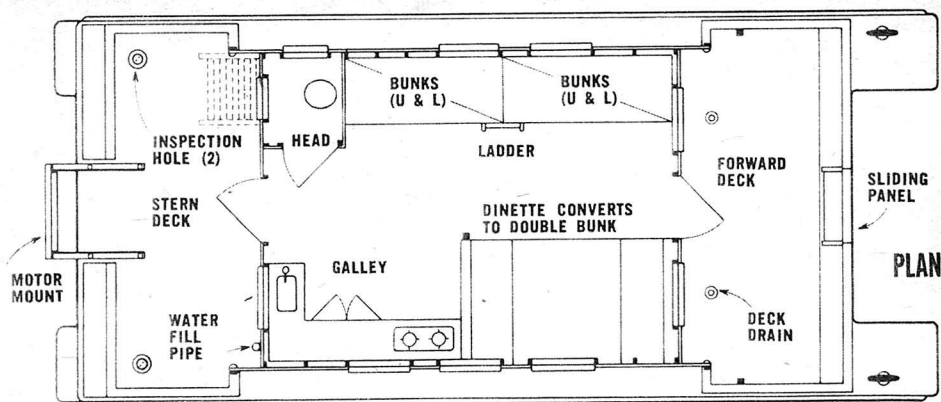 BUNKS
(U & L)
BUNKS
(U & L)
INSPECTION
HOLE (2)
HEAD
LADDER
FORWARD
DECK
SLIDING
PANEL
STERN
DECK
DINETTE CONVERTS
TO DOUBLE BUNK
MOTOR
MOUNT
GALLEY
PLAN
WATER
FILL
PIPE
DECK
DRAIN